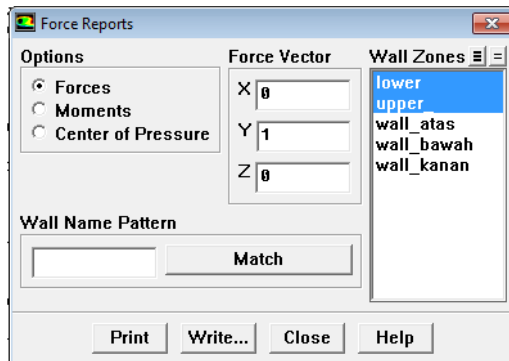 Force Reports
Options
Forces
Moments
Center of Pressure
Force Vector
X 0
Y 1
Z 0
Wall Zones
lower
upper_
wall_atas
wall_bawah
wall_kanan
Wall Name Pattern
Match
Print Write... Close Help